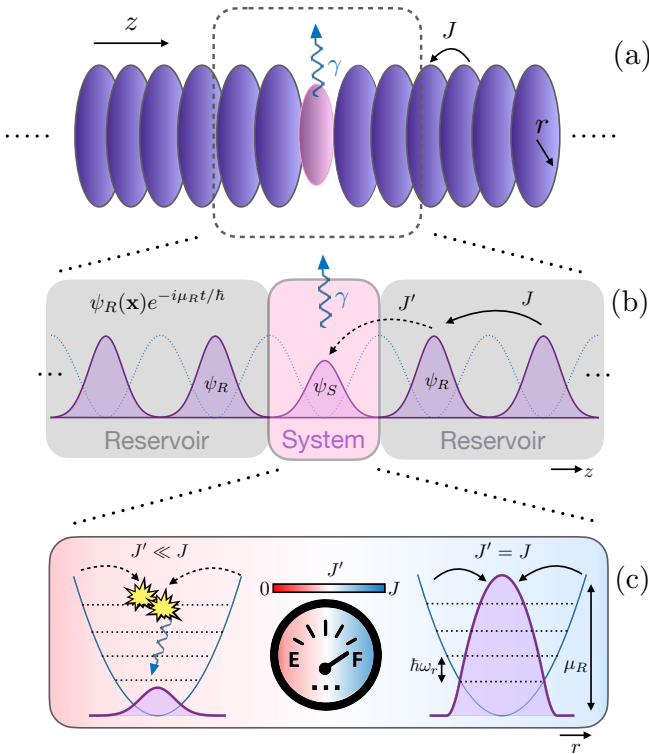 z
J
(a)
γ
r
ψ_R(x)e^{-iμ_R t/ℏ}
γ
J'
J
(b)
ψ_R
ψ_S
ψ_R
Reservoir
System
Reservoir
z
J' ≪ J
J'
J' = J
(c)
0
J
E
F
ℏω_r
μ_R
r